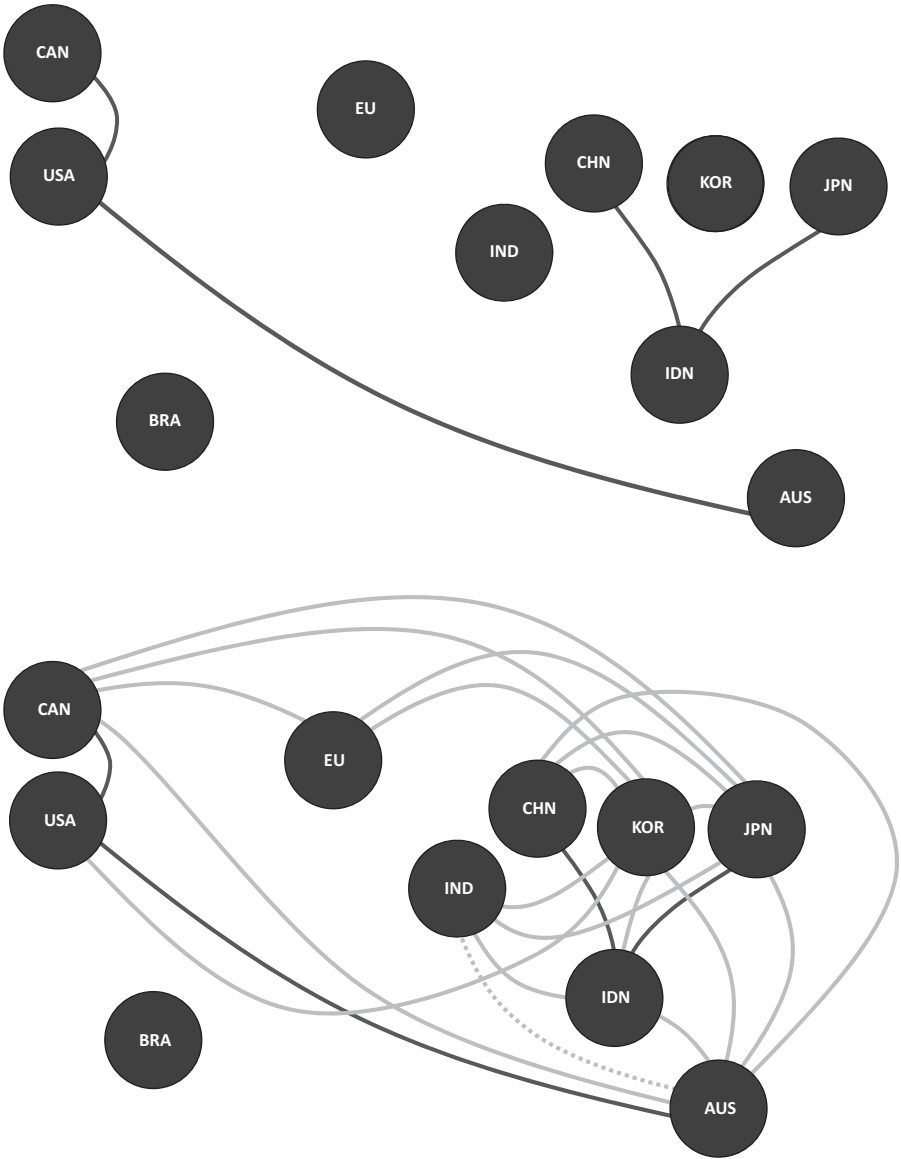 CAN
EU
CHN
KOR
JPN
USA
IND
IDN
BRA
AUS
CAN
EU
CHN
USA
KOR
JPN
IND
IDN
BRA
AUS